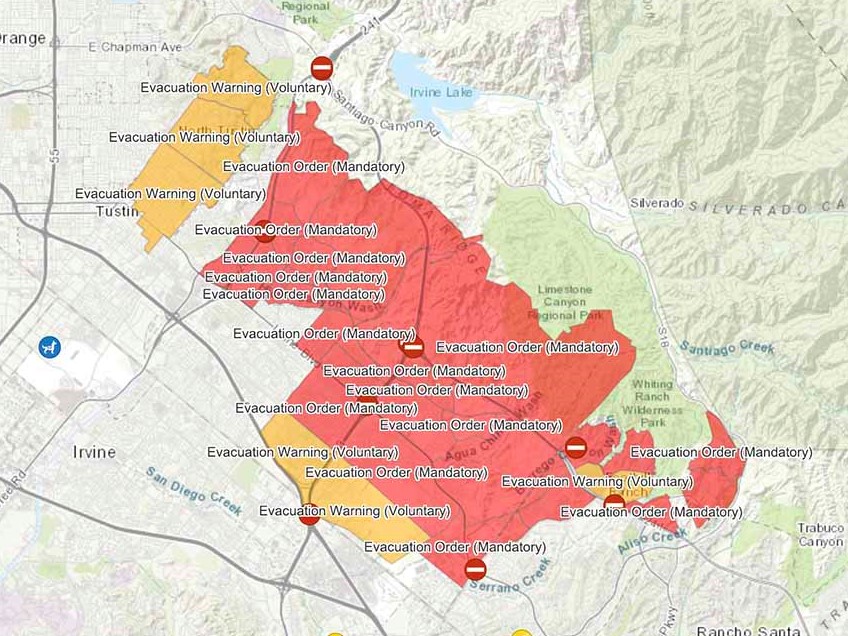 Regional
Park
241
Orange
E Chapman Ave
Evacuation Warning (Voluntary)
Irvine Lake
Santiago Canyon Rd
Evacuation Warning (Voluntary)
55
Evacuation Order (Mandatory)
Evacuation Warning (Voluntary)
Tustin
Silverado
SILVERADO CA
Evacuation Order (Mandatory)
Evacuation Order (Mandatory)
RIDGE
Evacuation Order (Mandatory)
Evacuation Order (Mandatory)
Limestone
Canyon
Regional Park
Wash
Evacuation Order (Mandatory)
Evacuation Order (Mandatory)
S18
Santiago Creek
Blvd
Evacuation Order (Mandatory)
Evacuation Order (Mandatory)
Whiting
Ranch
Wilderness
Park
Evacuation Order (Mandatory)
Evacuation Order (Mandatory)
Irvine
Evacuation Warning (Voluntary)
Agua Chinon Wash
Evacuation Order (Mandatory)
Evacuation Order (Mandatory)
San Diego Creek
Evacuation Warning (Voluntary)
Evacuation Warning (Voluntary)
Evacuation Order (Mandatory)
Trabuco
Canyon
Aliso Creek
Evacuation Order (Mandatory)
Serrano Creek
Pkwy
Rancho Santa